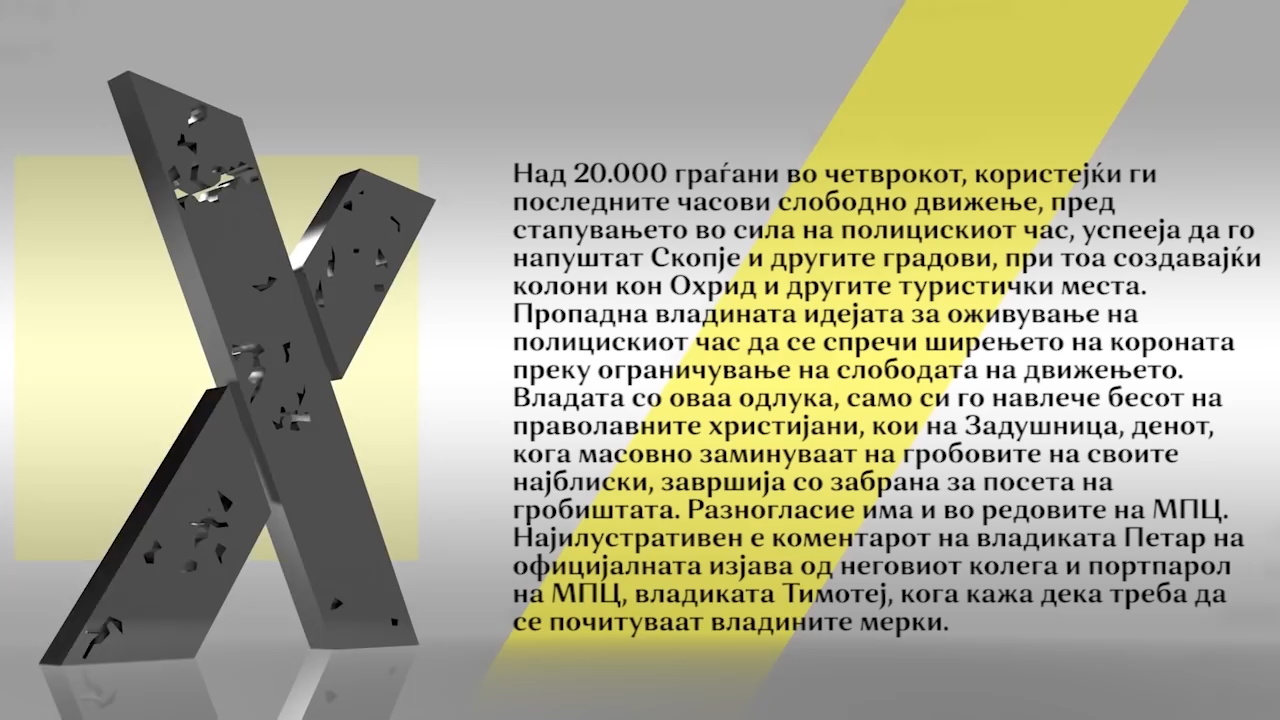 Над 20.000 граѓани во четврокот, користејќи ги
последните часови слободно движење, пред
стапувањето во сила на полицискиот час, успееја да го
напуштат Скопје и другите градови, при тоа создавајќи
колони кон Охрид и другите туристички места.
Пропадна владината идејата за оживување на
полицискиот час да се спречи ширењето на короната
преку ограничување на слободата на движењето.
Владата со оваа одлука, само си го навлече бесот на
праволавните христијани, кои на Задушница, денот,
кога масовно заминуваат на гробовите на своите
најблиски, завршија со забрана за посета на
гробиштата. Разногласие има и во редовите на МПЦ.
Најилустративен е коментарот на владиката Петар на
официјалната изјава од неговиот колега и портпарол
на МПЦ, владиката Тимотеј, кога кажа дека треба да
се почитуваат владините мерки.